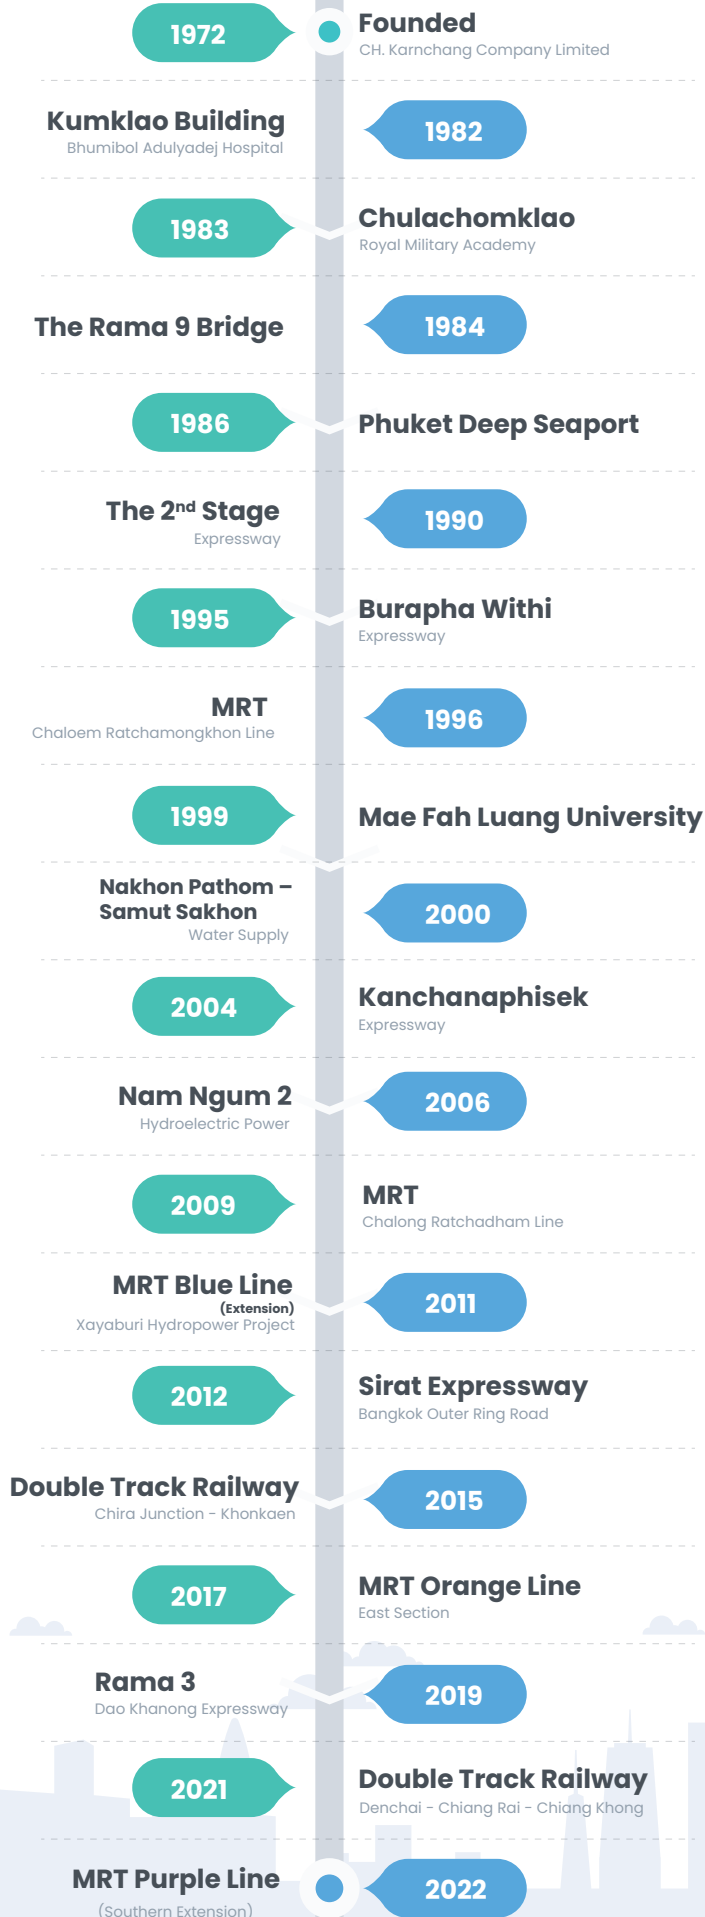 1972
Founded
CH. Karnchang Company Limited
Kumklao Building
Bhumibol Adulyadej Hospital
1982
1983
Chulachomklao
Royal Military Academy
The Rama 9 Bridge
1984
1986
Phuket Deep Seaport
The 2nd Stage
Expressway
1990
1995
Burapha Withi
Expressway
MRT
Chaloem Ratchamongkhon Line
1996
1999
Mae Fah Luang University
Nakhon Pathom –
Samut Sakhon
Water Supply
2000
2004
Kanchanaphisek
Expressway
Nam Ngum 2
Hydroelectric Power
2006
2009
MRT
Chalong Ratchadham Line
MRT Blue Line
(Extension)
Xayaburi Hydropower Project
2011
2012
Sirat Expressway
Bangkok Outer Ring Road
Double Track Railway
Chira Junction - Khonkaen
2015
2017
MRT Orange Line
East Section
Rama 3
Dao Khanong Expressway
2019
2021
Double Track Railway
Denchai - Chiang Rai - Chiang Khong
MRT Purple Line
(Southern Extension)
2022